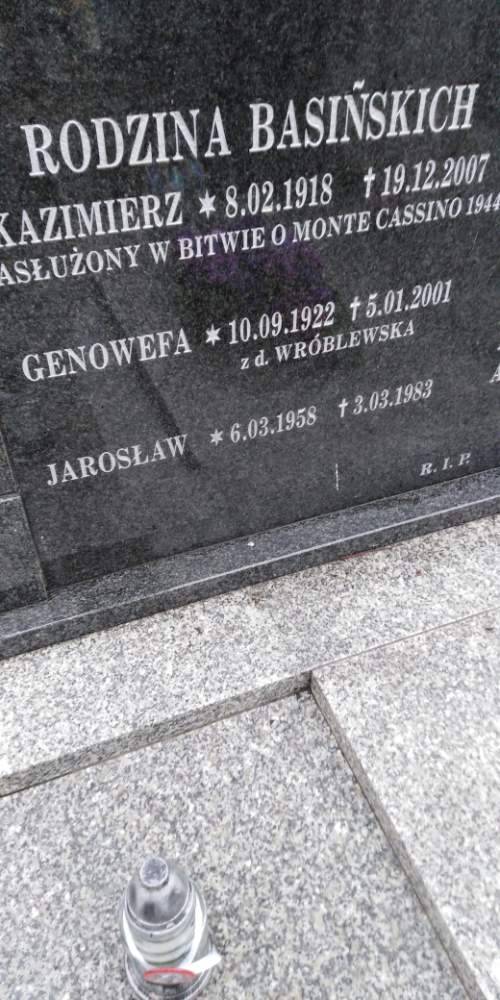 RODZINA BASIÑSKICH
KAZIMIERZ ✶ 8.02.1918 † 19.12.2007
ASŁUŻONY W BITWIE O MONTE CASSINO 1944
GENOWEFA ✶ 10.09.1922 † 5.01.2001
z d. WRÓBLEWSKA
JAROSŁAW ✶ 6.03.1958 † 3.03.1983
A
R. I. P.